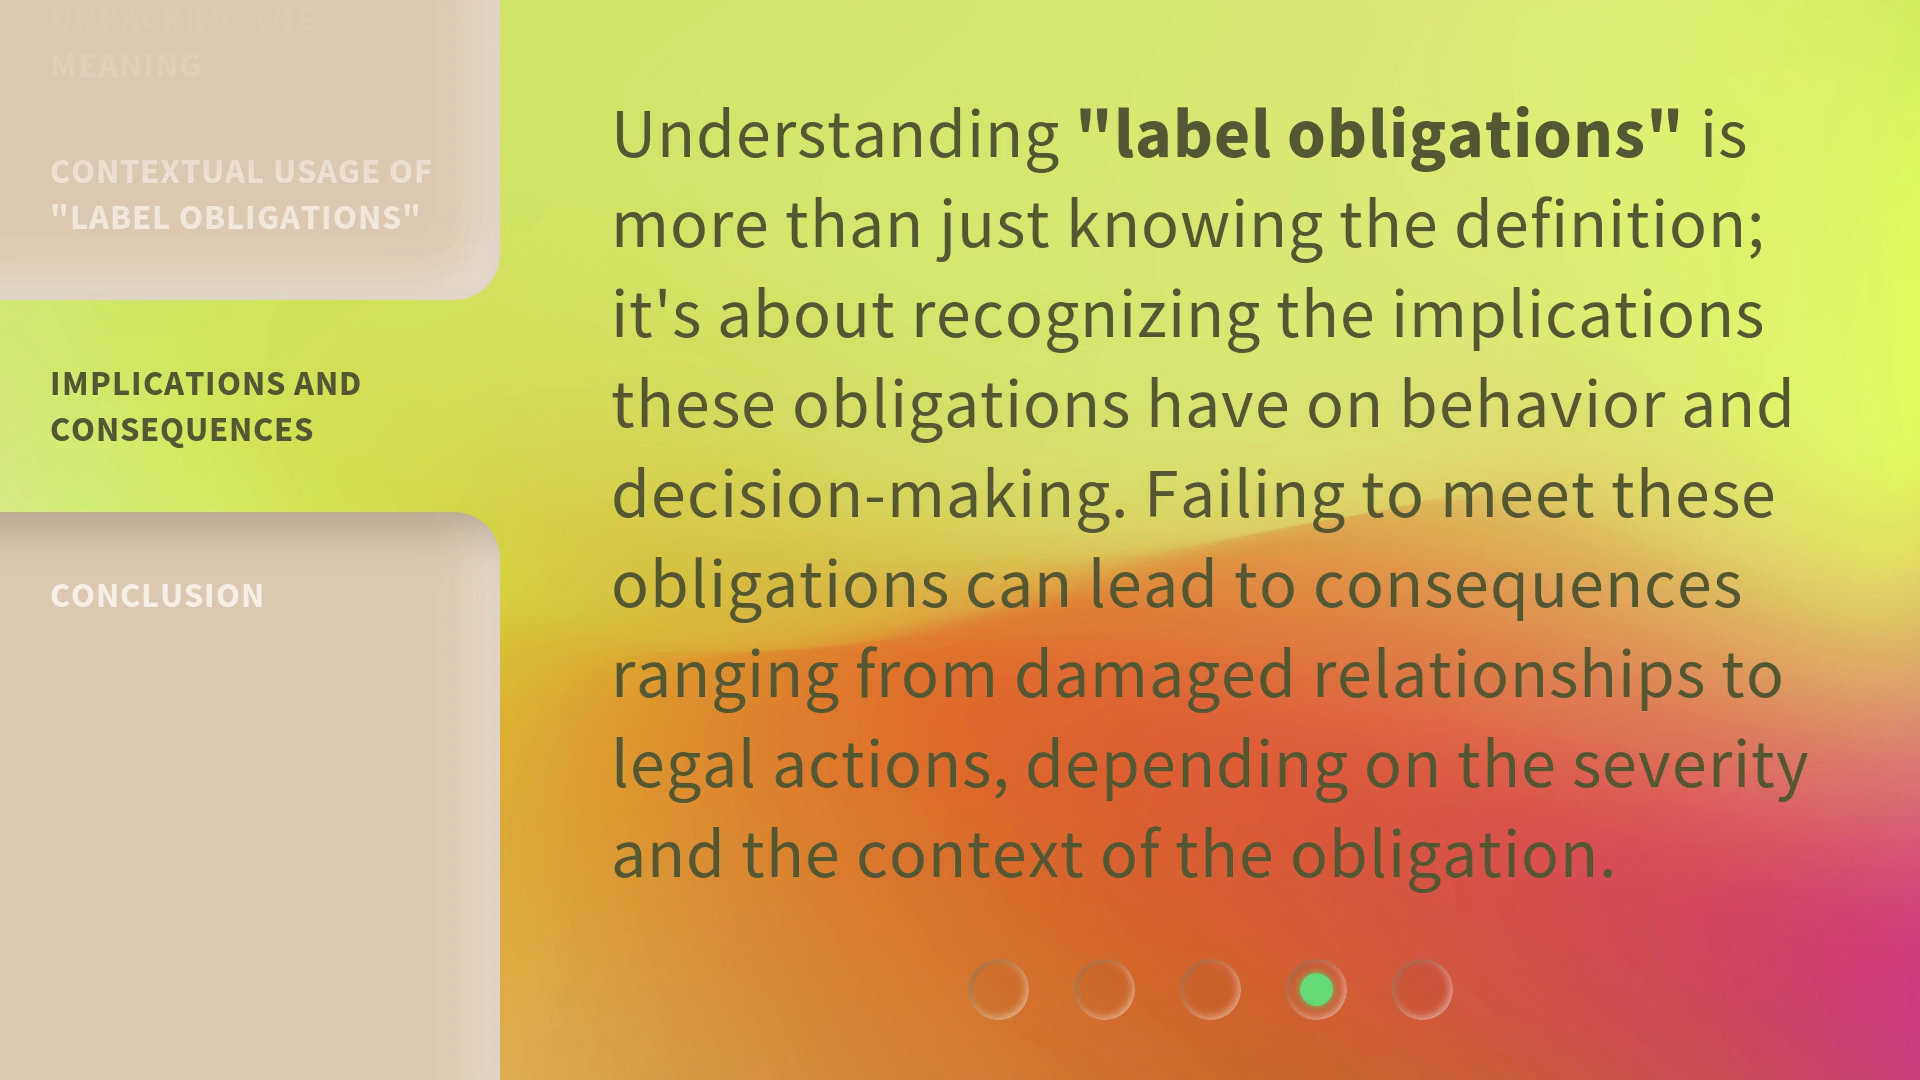 UNPACKING THE
MEANING
CONTEXTUAL USAGE OF
"LABEL OBLIGATIONS"
IMPLICATIONS AND
CONSEQUENCES
CONCLUSION
Understanding "label obligations" is
more than just knowing the definition;
it's about recognizing the implications
these obligations have on behavior and
decision-making. Failing to meet these
obligations can lead to consequences
ranging from damaged relationships to
legal actions, depending on the severity
and the context of the obligation.